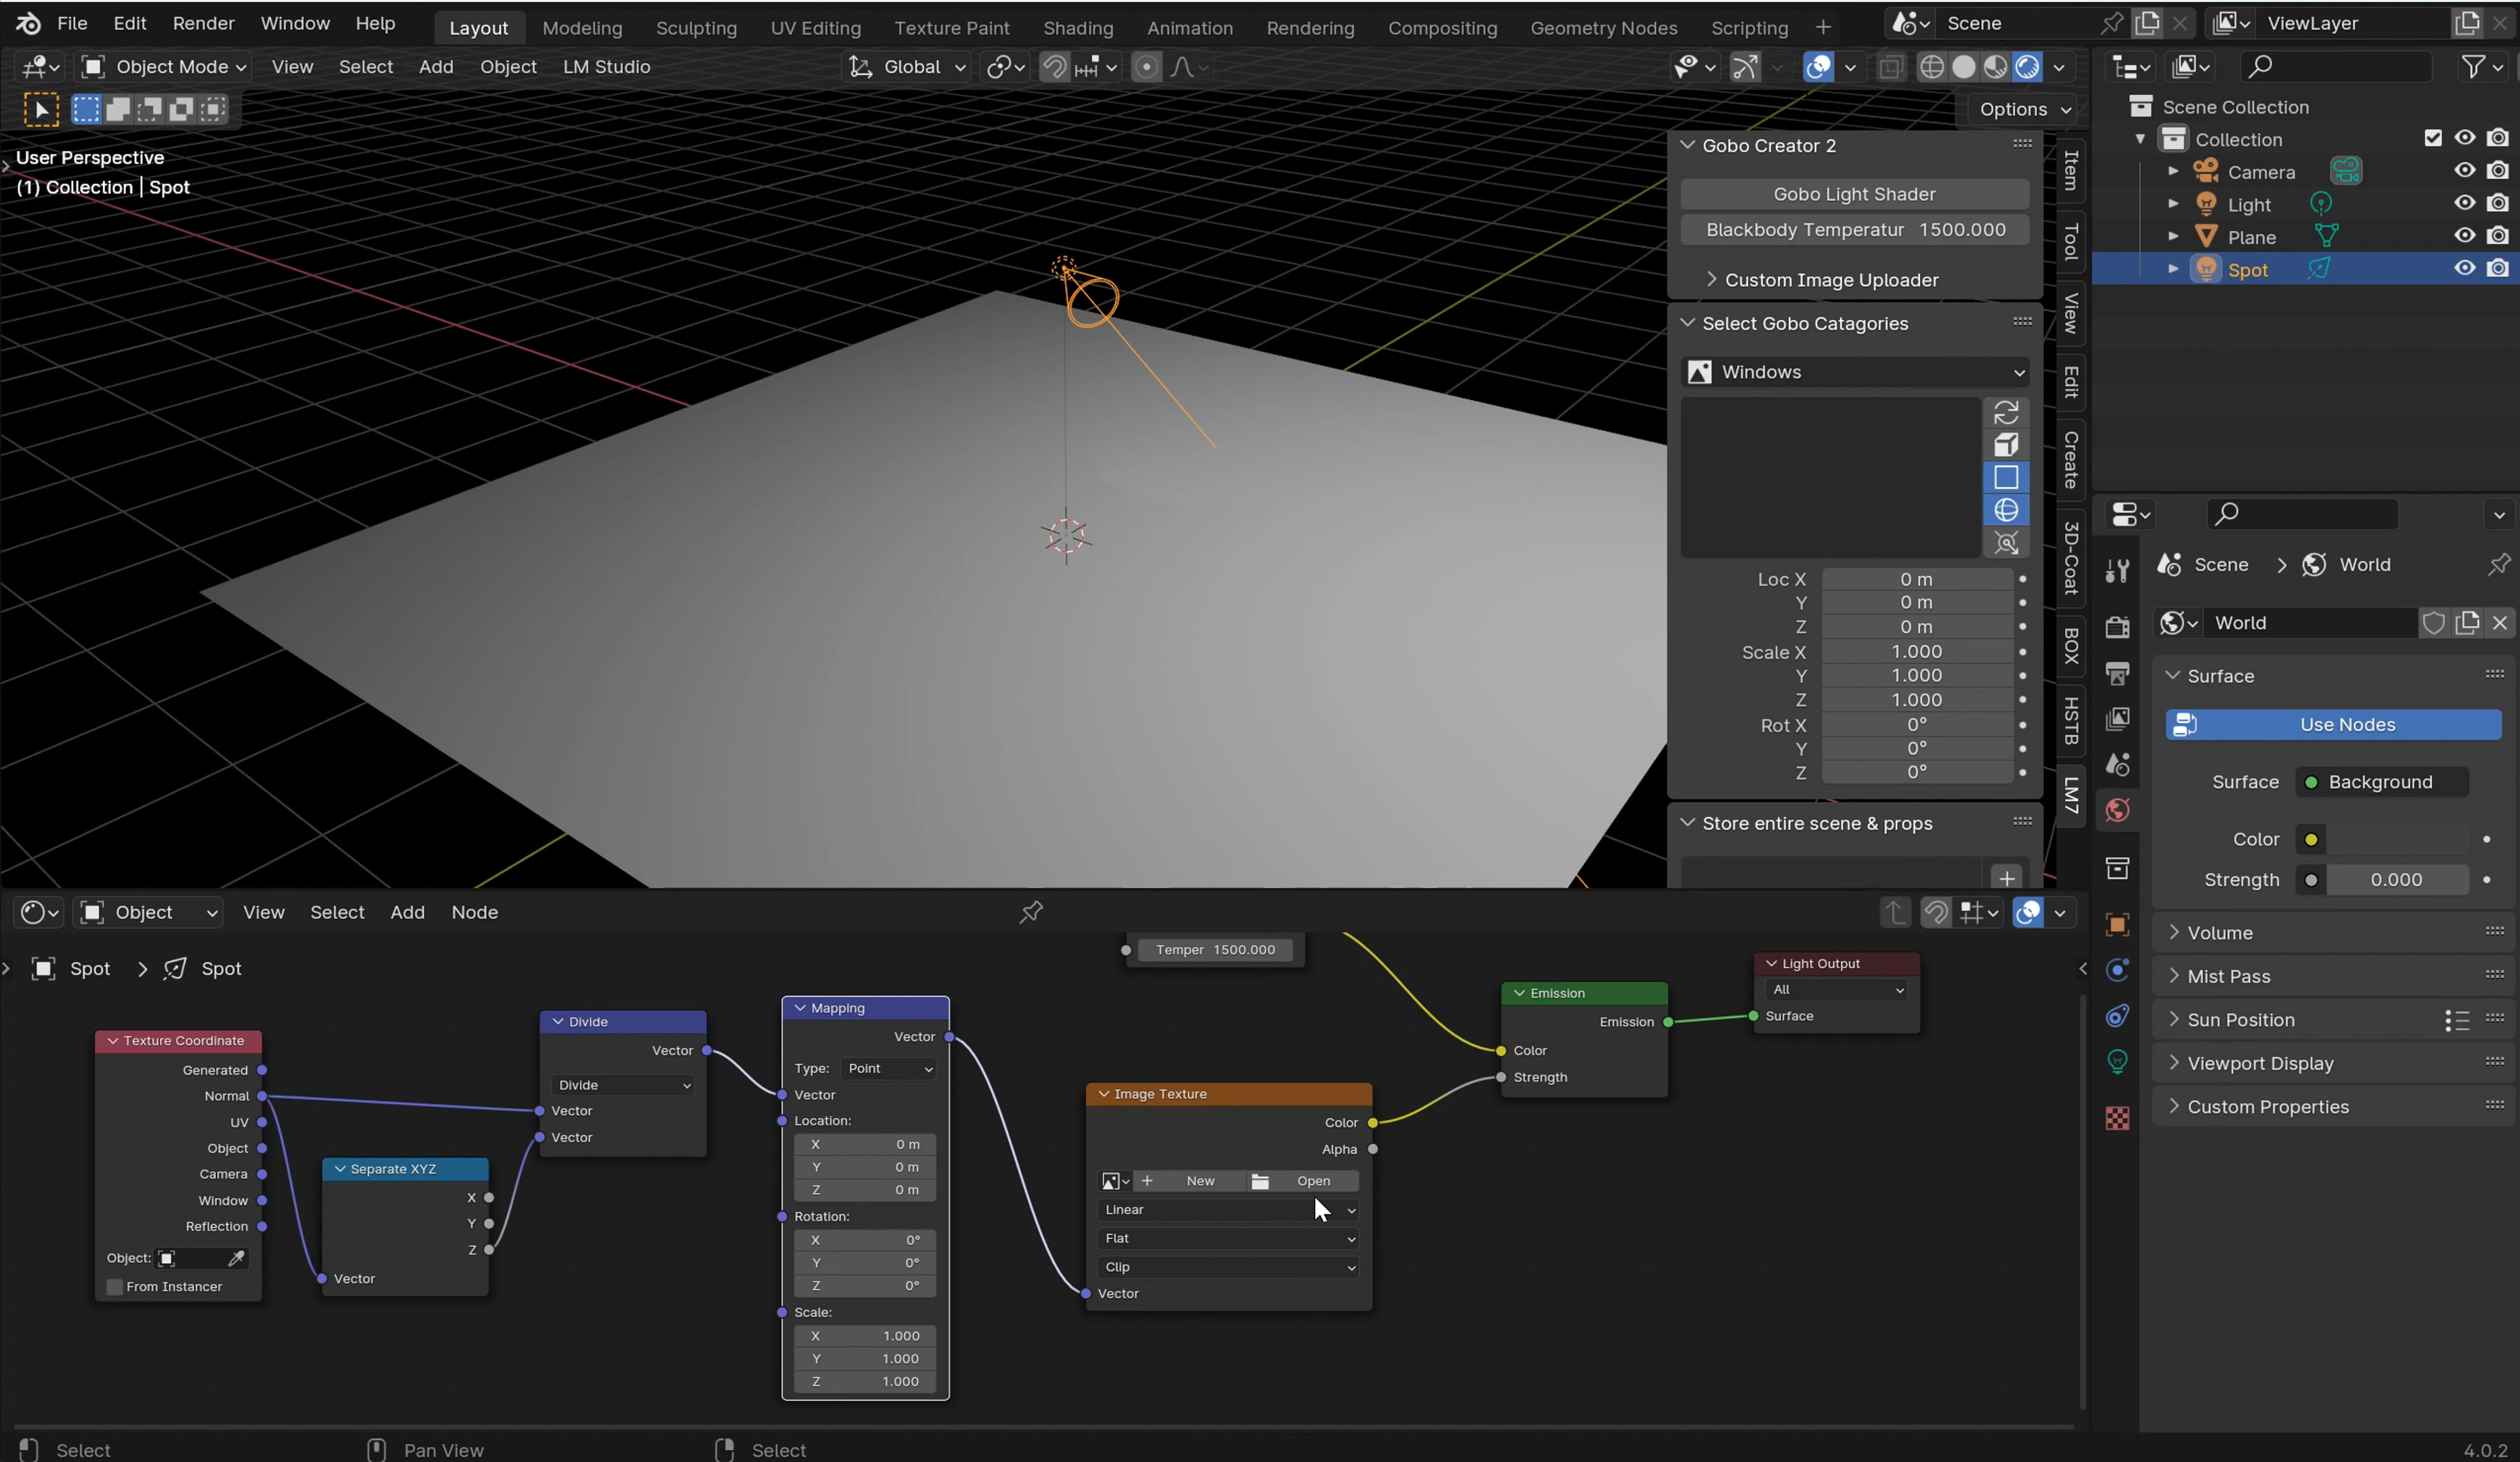 File Edit Render Window Help Layout Modeling Sculpting UV Editing Texture Paint Shading Animation Rendering Compositing Geometry Nodes Scripting Scene ViewLayer
Object Mode View Select Add Object LM Studio Global
Options
User Perspective
(1) Collection | Spot
Gobo Creator 2
Gobo Light Shader
Blackbody Temperatur 1500.000
Custom Image Uploader
Select Gobo Catagories
Windows
Loc X 0 m
Y 0 m
Z 0 m
Scale X 1.000
Y 1.000
Z 1.000
Rot X 0°
Y 0°
Z 0°
Store entire scene & props
Item
Tool
View
Edit
Create
3D-Coat
BOX
HSTB
LM7
Scene Collection
Collection
Camera
Light
Plane
Spot
Scene World
World
Surface
Use Nodes
Surface Background
Color
Strength 0.000
Volume
Mist Pass
Sun Position
Viewport Display
Custom Properties
Object View Select Add Node
Spot Spot
Texture Coordinate
Generated
Normal
UV
Object
Camera
Window
Reflection
Object:
From Instancer
Separate XYZ
X
Y
Z
Vector
Divide
Vector
Divide
Vector
Vector
Mapping
Vector
Type: Point
Vector
Location:
X 0 m
Y 0 m
Z 0 m
Rotation:
X 0°
Y 0°
Z 0°
Scale:
X 1.000
Y 1.000
Z 1.000
Temper 1500.000
Image Texture
Color
Alpha
New Open
Linear
Flat
Clip
Vector
Emission
Emission
Color
Strength
Light Output
All
Surface
Select Pan View Select 4.0.2